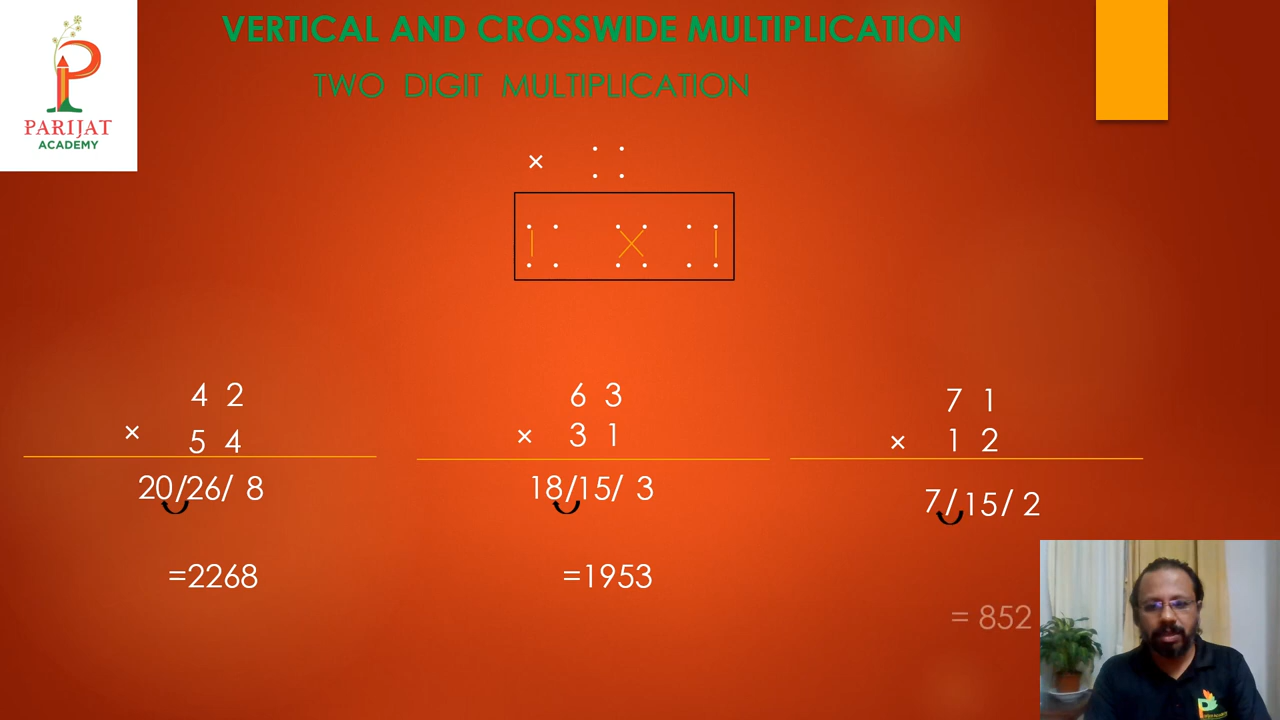 VERTICAL AND CROSSWIDE MULTIPLICATION
TWO DIGIT MULTIPLICATION
PARIJAT
ACADEMY
×
4 2
× 5 4
20/26/ 8
=2268
6 3
× 3 1
18/15/ 3
=1953
7 1
× 1 2
7/15/ 2
= 852